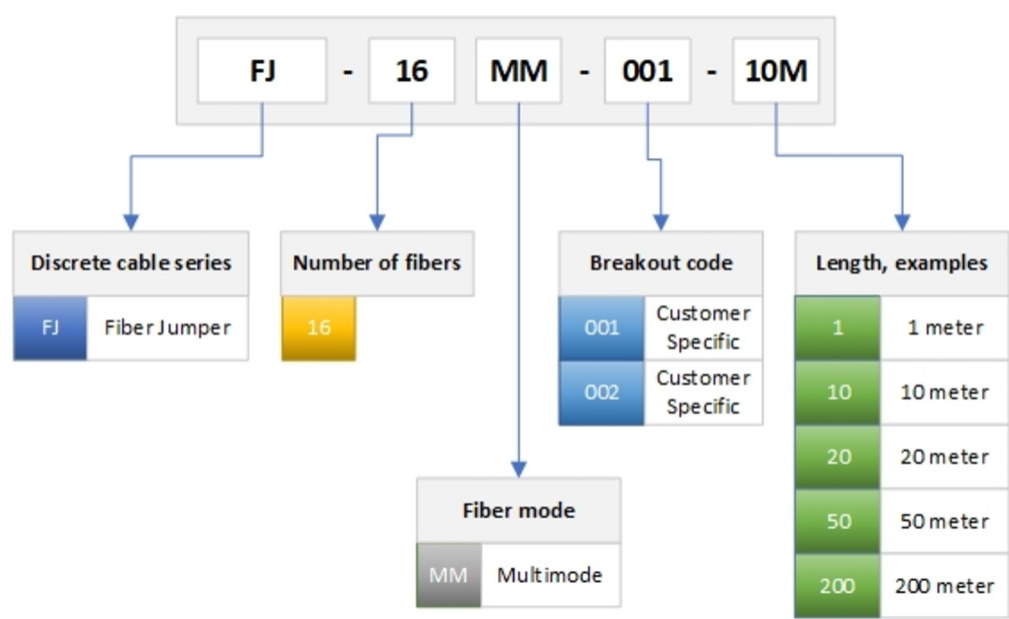 FJ - 16 MM - 001 - 10M
Discrete cable series
FJ Fiber Jumper
Number of fibers
16
Breakout code
001 Customer
Specific
002 Customer
Specific
Length, examples
1 1 meter
10 10 meter
20 20 meter
50 50 meter
200 200 meter
Fiber mode
MM Multimode